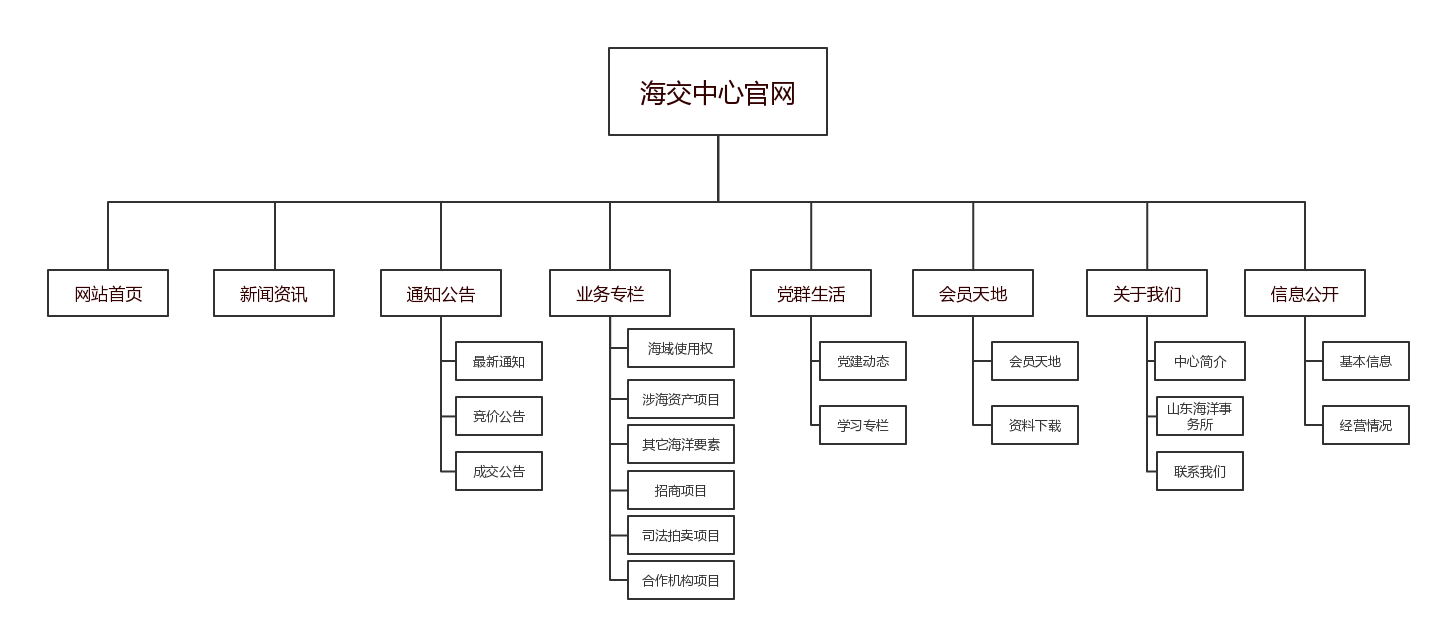 海交中心官网
网站首页
新闻资讯
通知公告
业务专栏
党群生活
会员天地
关于我们
信息公开
最新通知
竞价公告
成交公告
海域使用权
涉海资产项目
其它海洋要素
招商项目
司法拍卖项目
合作机构项目
党建动态
学习专栏
会员天地
资料下载
中心简介
山东海洋事
务所
联系我们
基本信息
经营情况